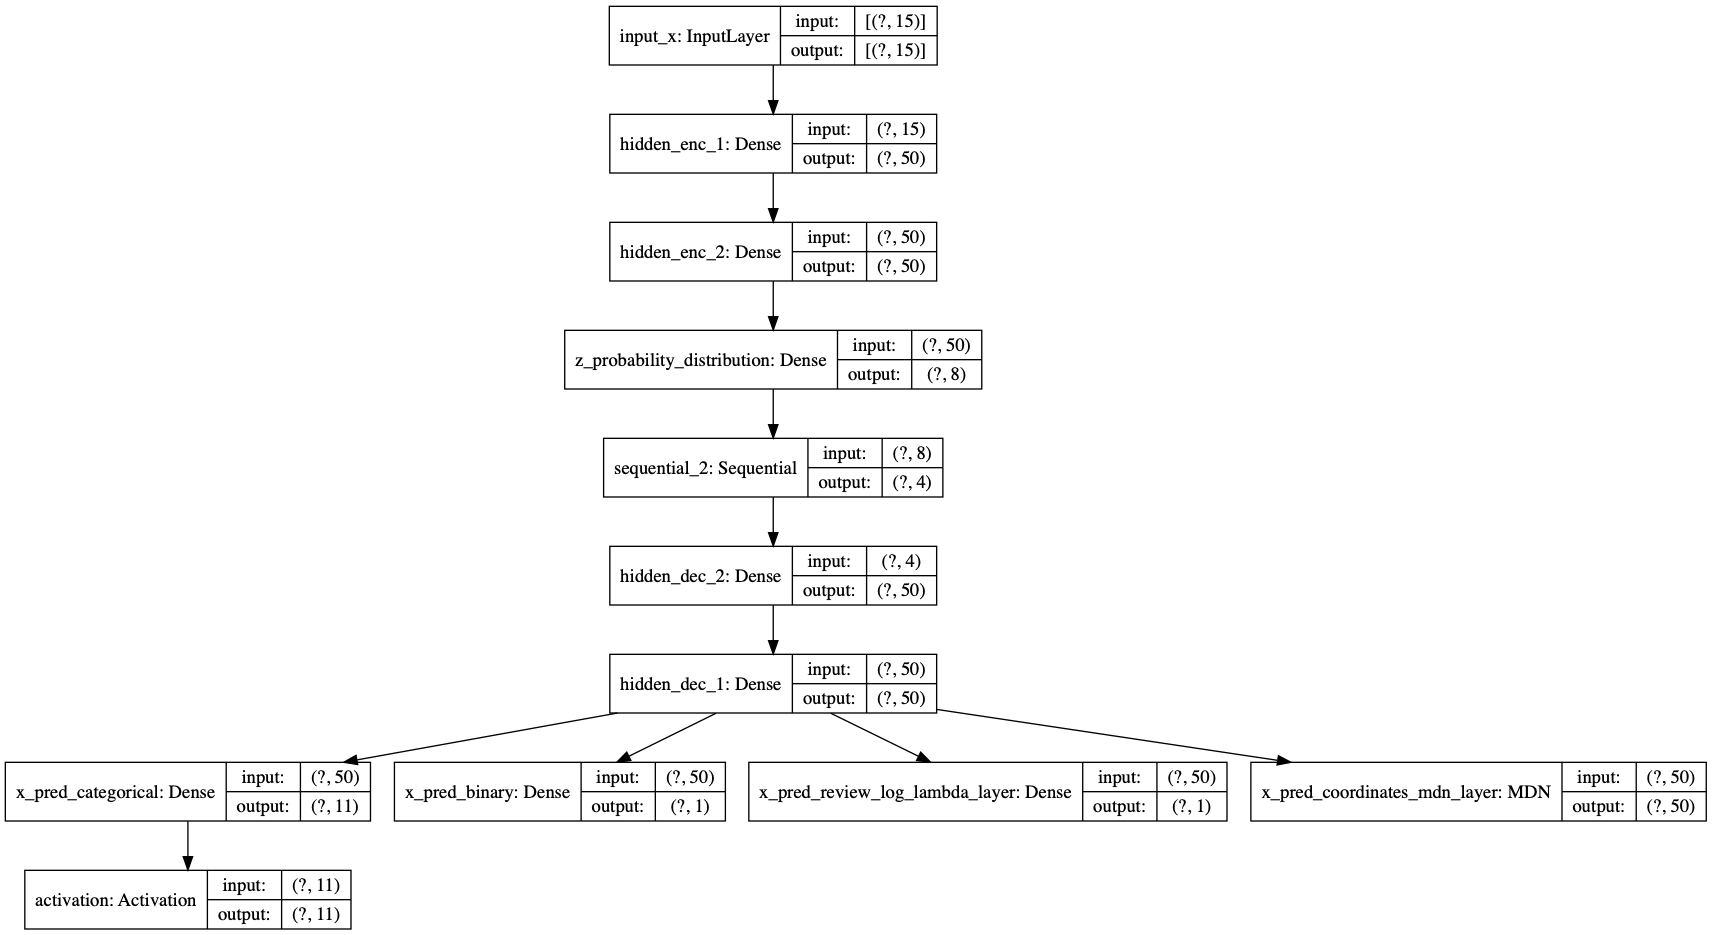 input_x: InputLayer
input: [(?, 15)]
output: [(?, 15)]
hidden_enc_1: Dense
input: (?, 15)
output: (?, 50)
hidden_enc_2: Dense
input: (?, 50)
output: (?, 50)
z_probability_distribution: Dense
input: (?, 50)
output: (?, 8)
sequential_2: Sequential
input: (?, 8)
output: (?, 4)
hidden_dec_2: Dense
input: (?, 4)
output: (?, 50)
hidden_dec_1: Dense
input: (?, 50)
output: (?, 50)
x_pred_categorical: Dense
input: (?, 50)
output: (?, 11)
x_pred_binary: Dense
input: (?, 50)
output: (?, 1)
x_pred_review_log_lambda_layer: Dense
input: (?, 50)
output: (?, 1)
x_pred_coordinates_mdn_layer: MDN
input: (?, 50)
output: (?, 50)
activation: Activation
input: (?, 11)
output: (?, 11)